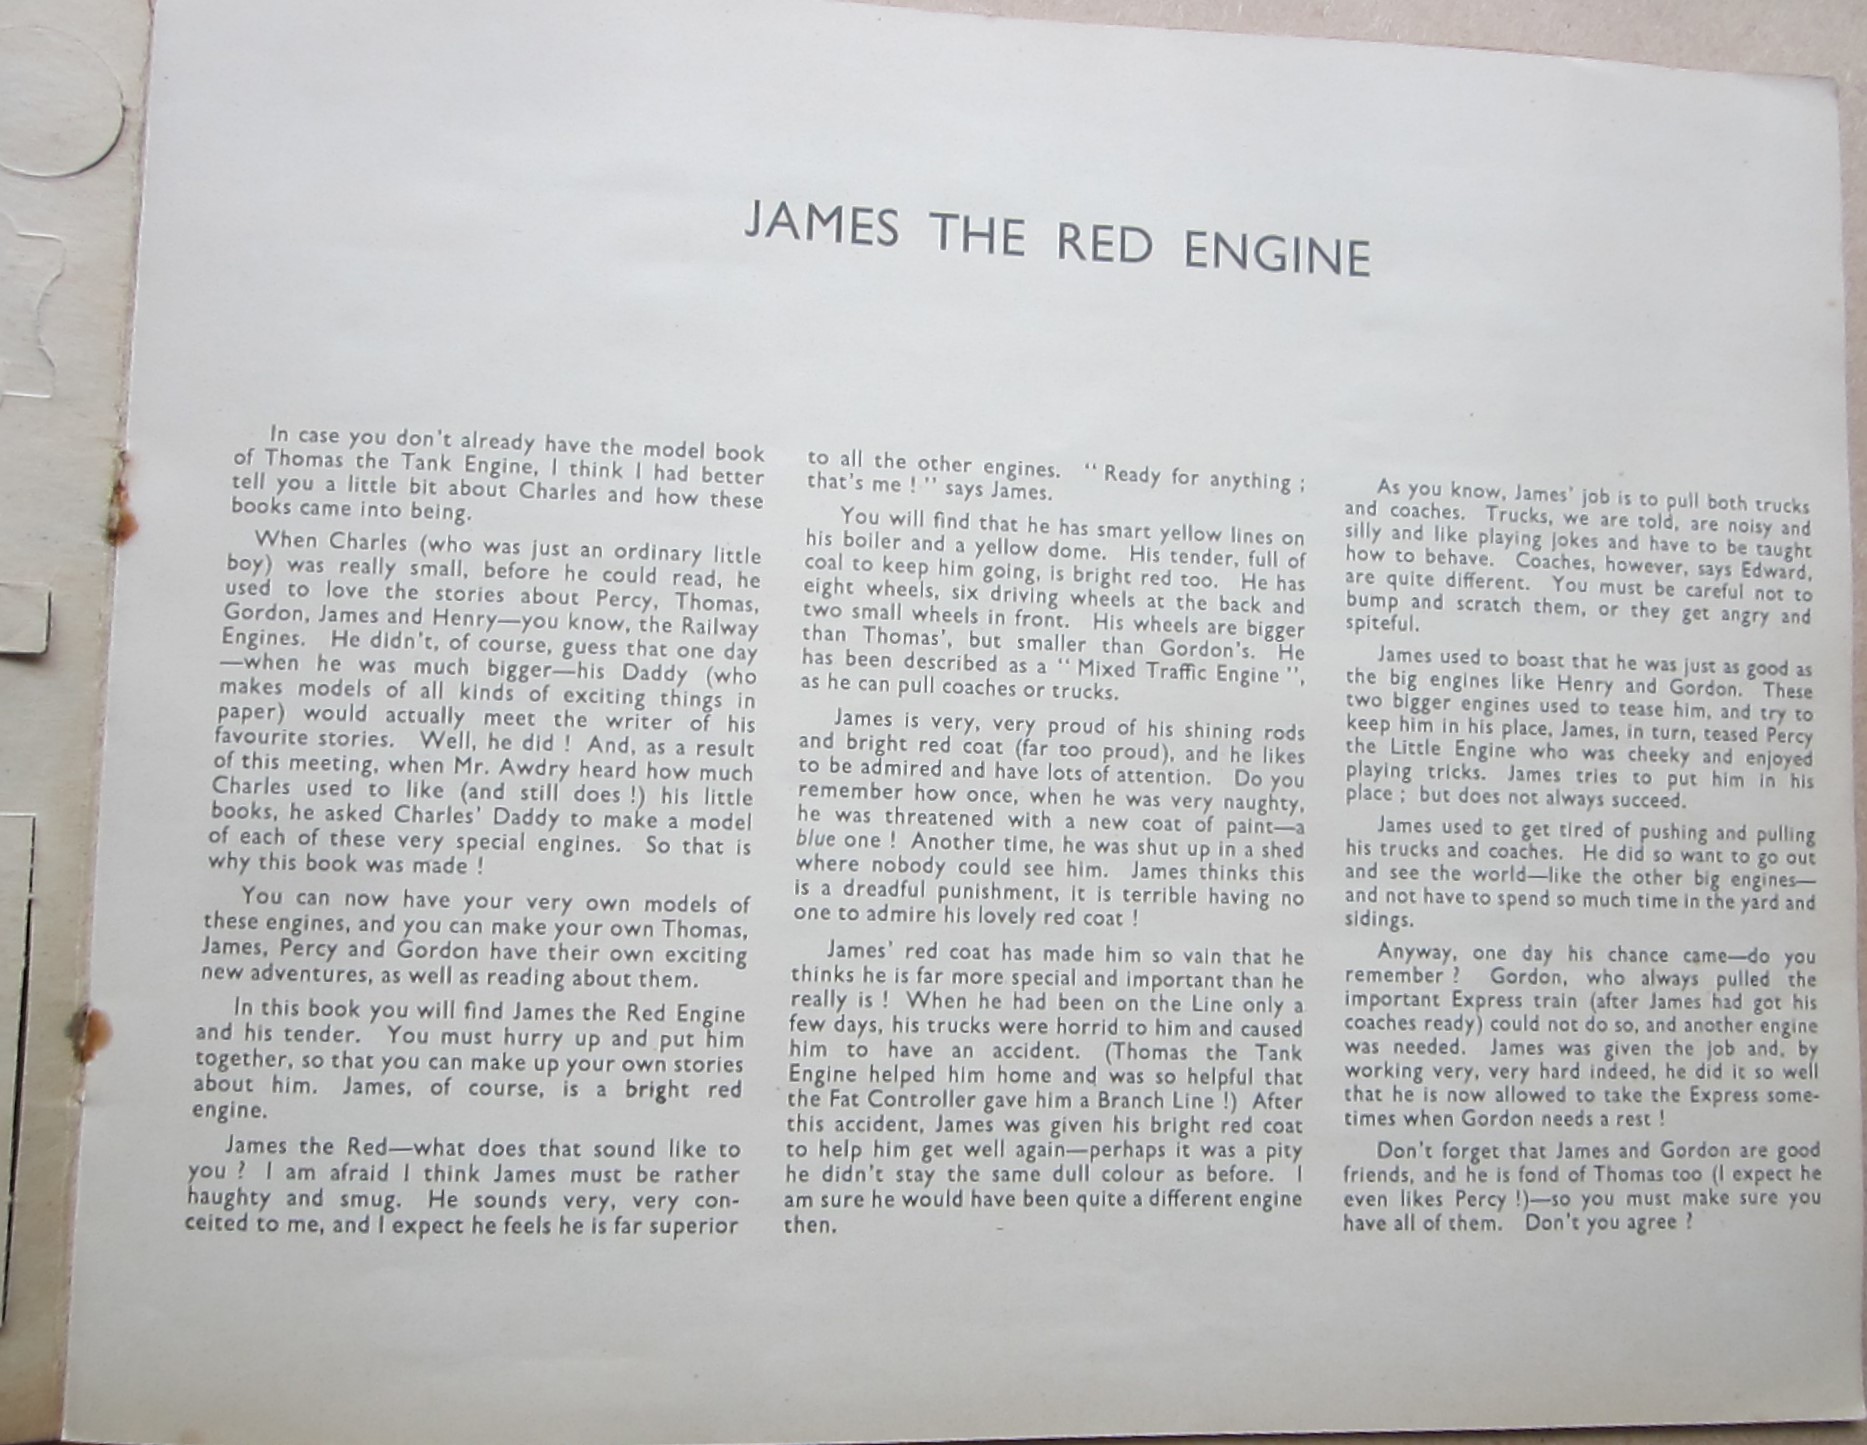 JAMES THE RED ENGINE
In case you don't already have the model book
of Thomas the Tank Engine, I think I had better
tell you a little bit about Charles and how these
books came into being.
When Charles (who was just an ordinary little
boy) was really small, before he could read, he
used to love the stories about Percy, Thomas,
Gordon, James and Henry—you know, the Railway
Engines. He didn't, of course, guess that one day
—when he was much bigger—his Daddy (who
makes models of all kinds of exciting things in
paper) would actually meet the writer of his
favourite stories. Well, he did ! And, as a result
of this meeting, when Mr. Awdry heard how much
Charles used to like (and still does !) his little
books, he asked Charles' Daddy to make a model
of each of these very special engines. So that is
why this book was made !
You can now have your very own models of
these engines, and you can make your own Thomas,
James, Percy and Gordon have their own exciting
new adventures, as well as reading about them.
In this book you will find James the Red Engine
and his tender. You must hurry up and put him
together, so that you can make up your own stories
about him. James, of course, is a bright red
engine.
James the Red—what does that sound like to
you ? I am afraid I think James must be rather
haughty and smug. He sounds very, very con-
ceited to me, and I expect he feels he is far superior
to all the other engines. " Ready for anything ;
that's me ! " says James.
You will find that he has smart yellow lines on
his boiler and a yellow dome. His tender, full of
coal to keep him going, is bright red too. He has
eight wheels, six driving wheels at the back and
two small wheels in front. His wheels are bigger
than Thomas', but smaller than Gordon's. He
has been described as a " Mixed Traffic Engine ",
as he can pull coaches or trucks.
James is very, very proud of his shining rods
and bright red coat (far too proud), and he likes
to be admired and have lots of attention. Do you
remember how once, when he was very naughty,
he was threatened with a new coat of paint—a
blue one ! Another time, he was shut up in a shed
where nobody could see him. James thinks this
is a dreadful punishment, it is terrible having no
one to admire his lovely red coat !
James' red coat has made him so vain that he
thinks he is far more special and important than he
really is ! When he had been on the Line only a
few days, his trucks were horrid to him and caused
him to have an accident. (Thomas the Tank
Engine helped him home and was so helpful that
the Fat Controller gave him a Branch Line !) After
this accident, James was given his bright red coat
to help him get well again—perhaps it was a pity
he didn't stay the same dull colour as before. I
am sure he would have been quite a different engine
then.
As you know, James' job is to pull both trucks
and coaches. Trucks, we are told, are noisy and
silly and like playing jokes and have to be taught
how to behave. Coaches, however, says Edward,
are quite different. You must be careful not to
bump and scratch them, or they get angry and
spiteful.
James used to boast that he was just as good as
the big engines like Henry and Gordon. These
two bigger engines used to tease him, and try to
keep him in his place, James, in turn, teased Percy
the Little Engine who was cheeky and enjoyed
playing tricks. James tries to put him in his
place ; but does not always succeed.
James used to get tired of pushing and pulling
his trucks and coaches. He did so want to go out
and see the world—like the other big engines—
and not have to spend so much time in the yard and
sidings.
Anyway, one day his chance came—do you
remember ? Gordon, who always pulled the
important Express train (after James had got his
coaches ready) could not do so, and another engine
was needed. James was given the job and, by
working very, very hard indeed, he did it so well
that he is now allowed to take the Express some-
times when Gordon needs a rest !
Don't forget that James and Gordon are good
friends, and he is fond of Thomas too (I expect he
even likes Percy !)—so you must make sure you
have all of them. Don't you agree ?